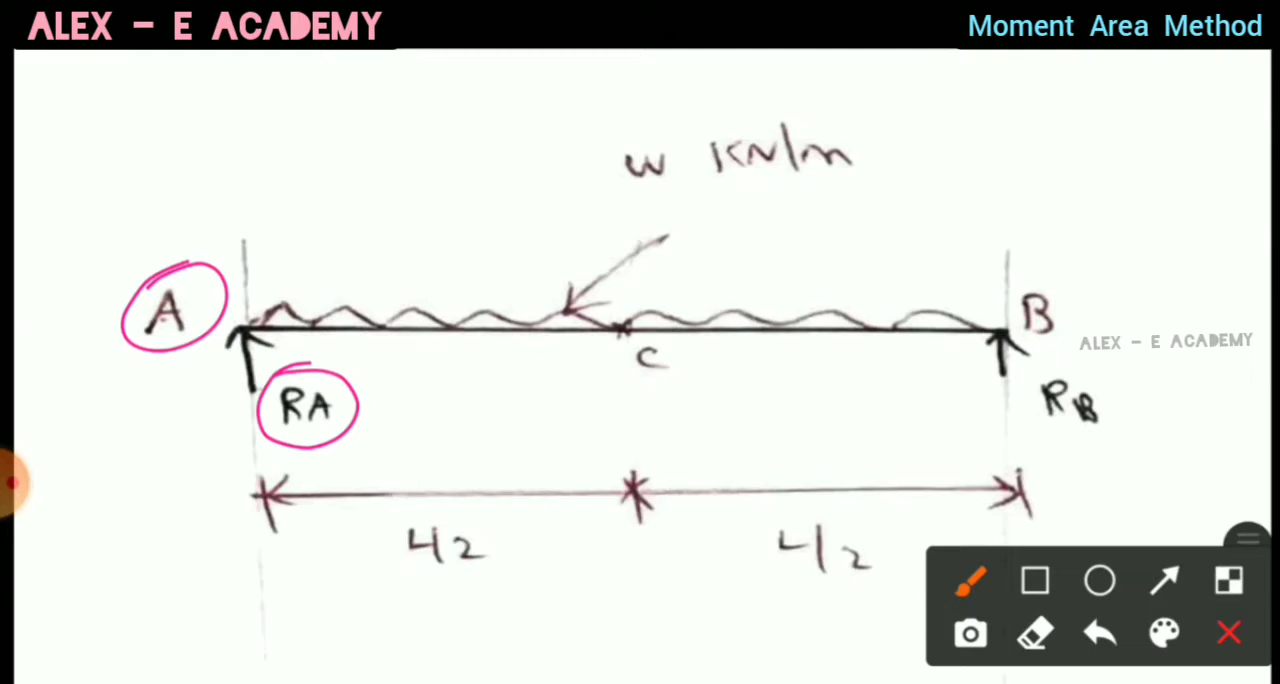 ALEX - E ACADEMY
Moment Area Method
w KN/m
A
B
ALEX - E ACADEMY
C
RA
RB
L/2
L/2